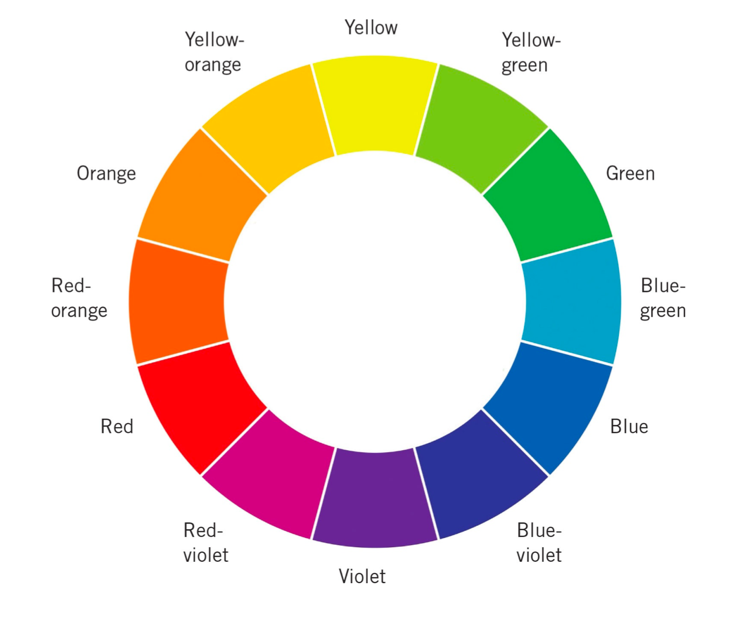 Yellow
Yellow-
green
Green
Blue-
green
Blue
Blue-
violet
Violet
Red-
violet
Red
Red-
orange
Orange
Yellow-
orange